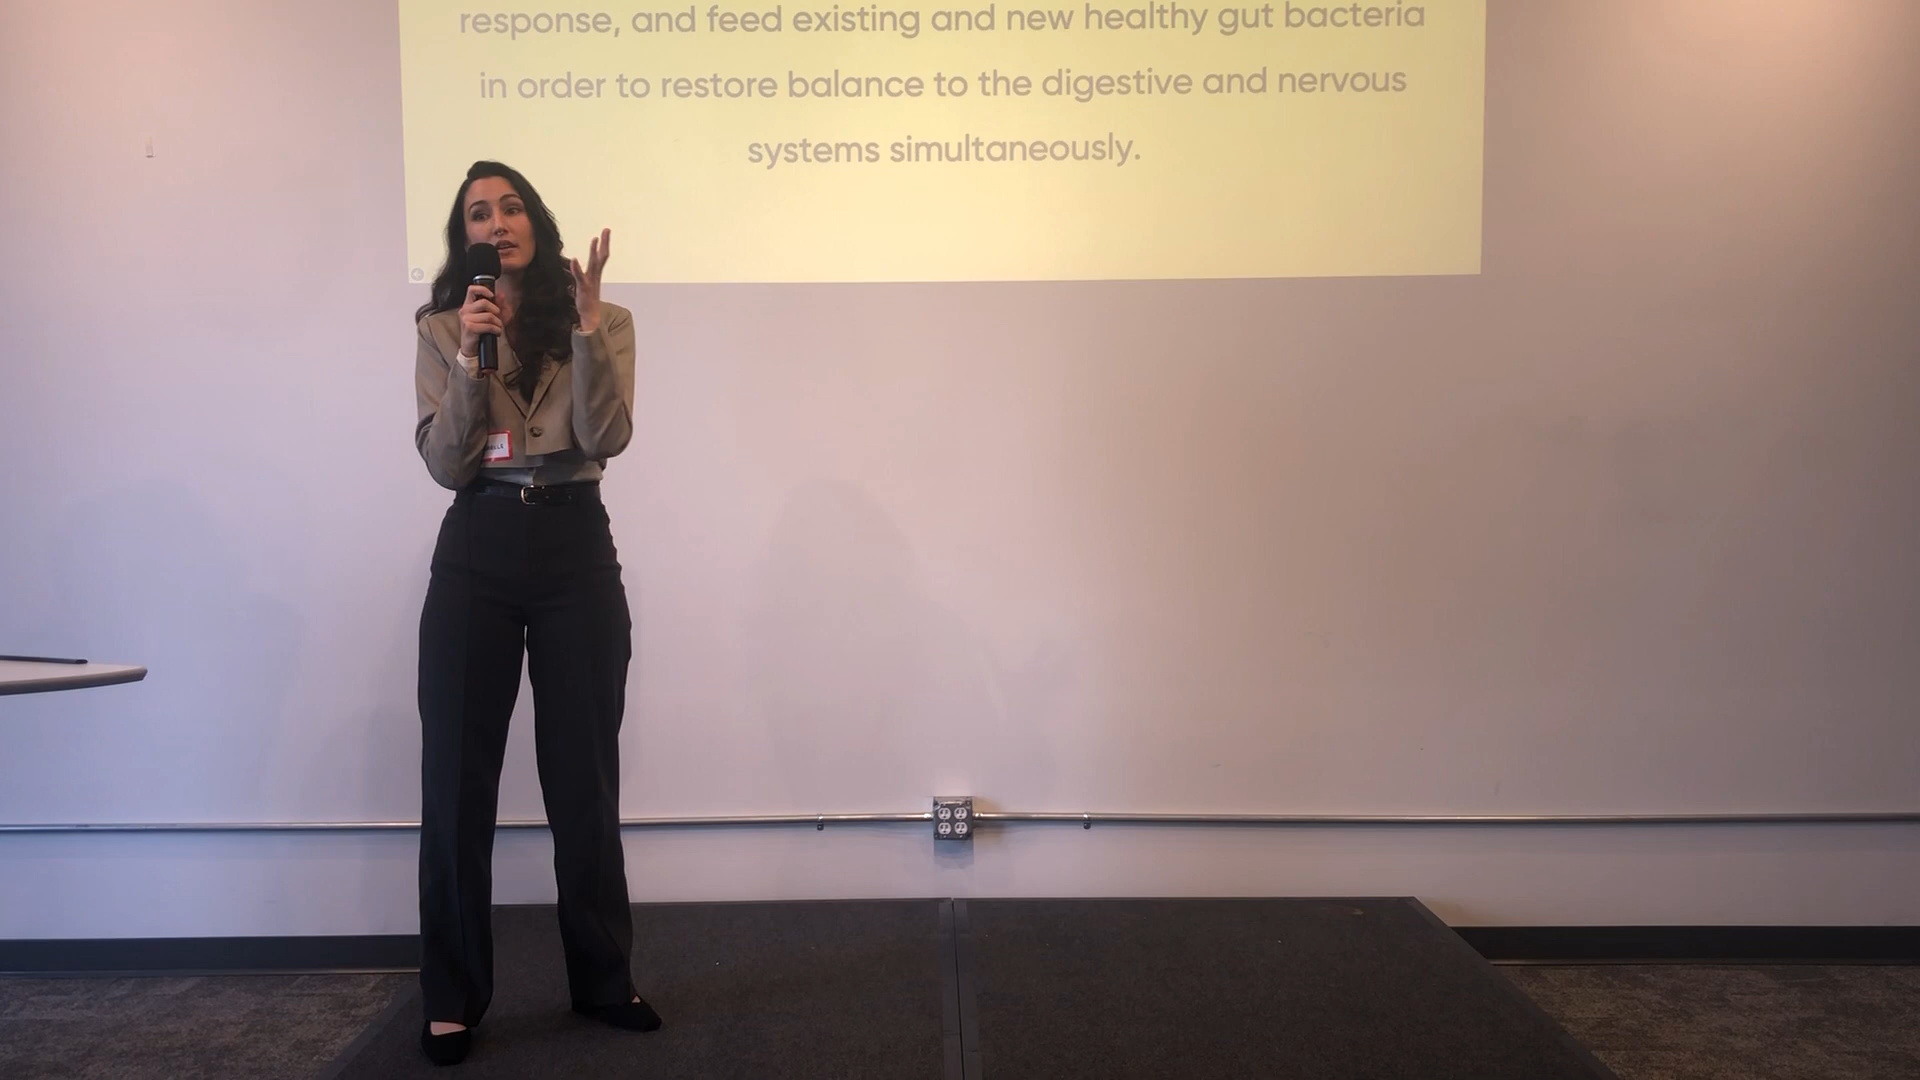 response, and feed existing and new healthy gut bacteria
in order to restore balance to the digestive and nervous
systems simultaneously.